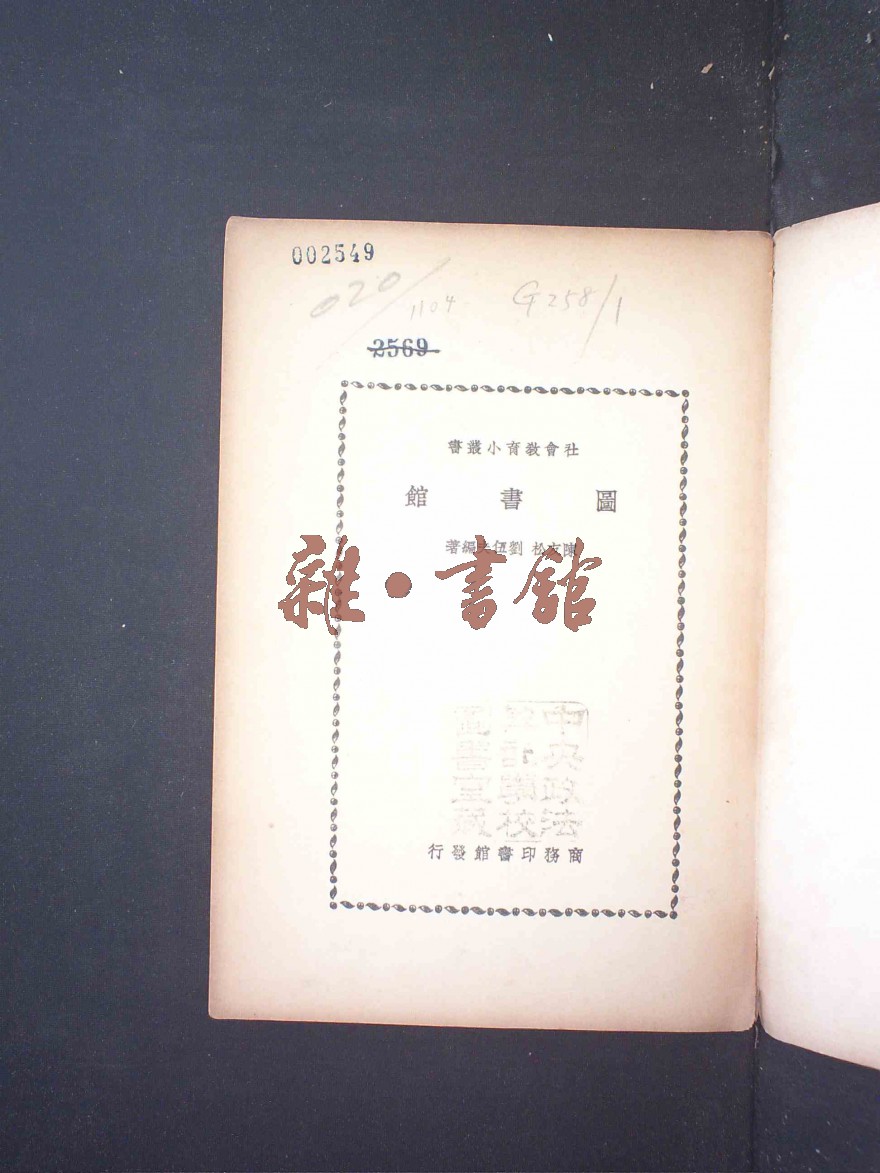 002549
020/1104
G258/1
2569
社會教育小叢書
圖書館
陳友松 劉伍夫編著
雜·書館
中央政法
幹部學校
圖書室藏
商務印書館發行